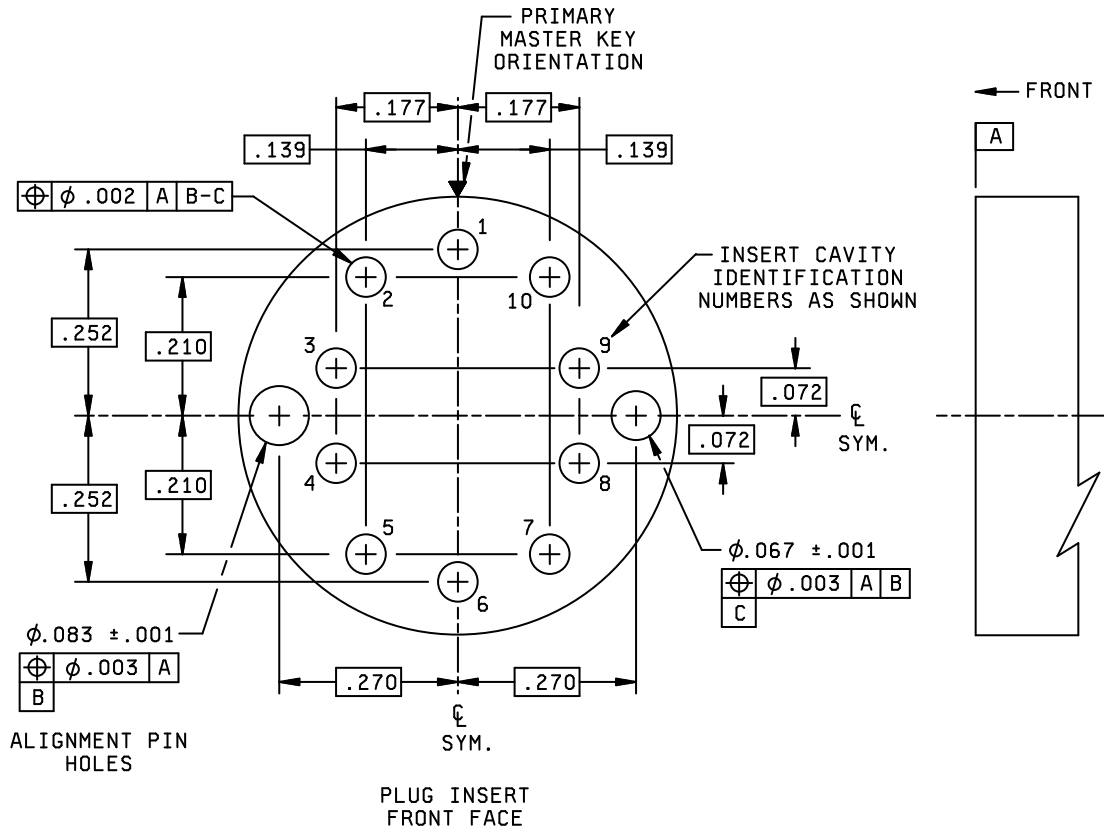 PRIMARY
MASTER KEY
ORIENTATION
FRONT
.177
.177
A
.139
.139
⌖ ⌀.002 A B-C
1
2
10
INSERT CAVITY
IDENTIFICATION
NUMBERS AS SHOWN
.252
.210
3
9
.072
℄
SYM.
.072
.252
.210
4
8
5
7
6
⌀.067 ±.001
⌖ ⌀.003 A B
C
⌀.083 ±.001
⌖ ⌀.003 A
B
.270
.270
ALIGNMENT PIN
HOLES
℄
SYM.
PLUG INSERT
FRONT FACE